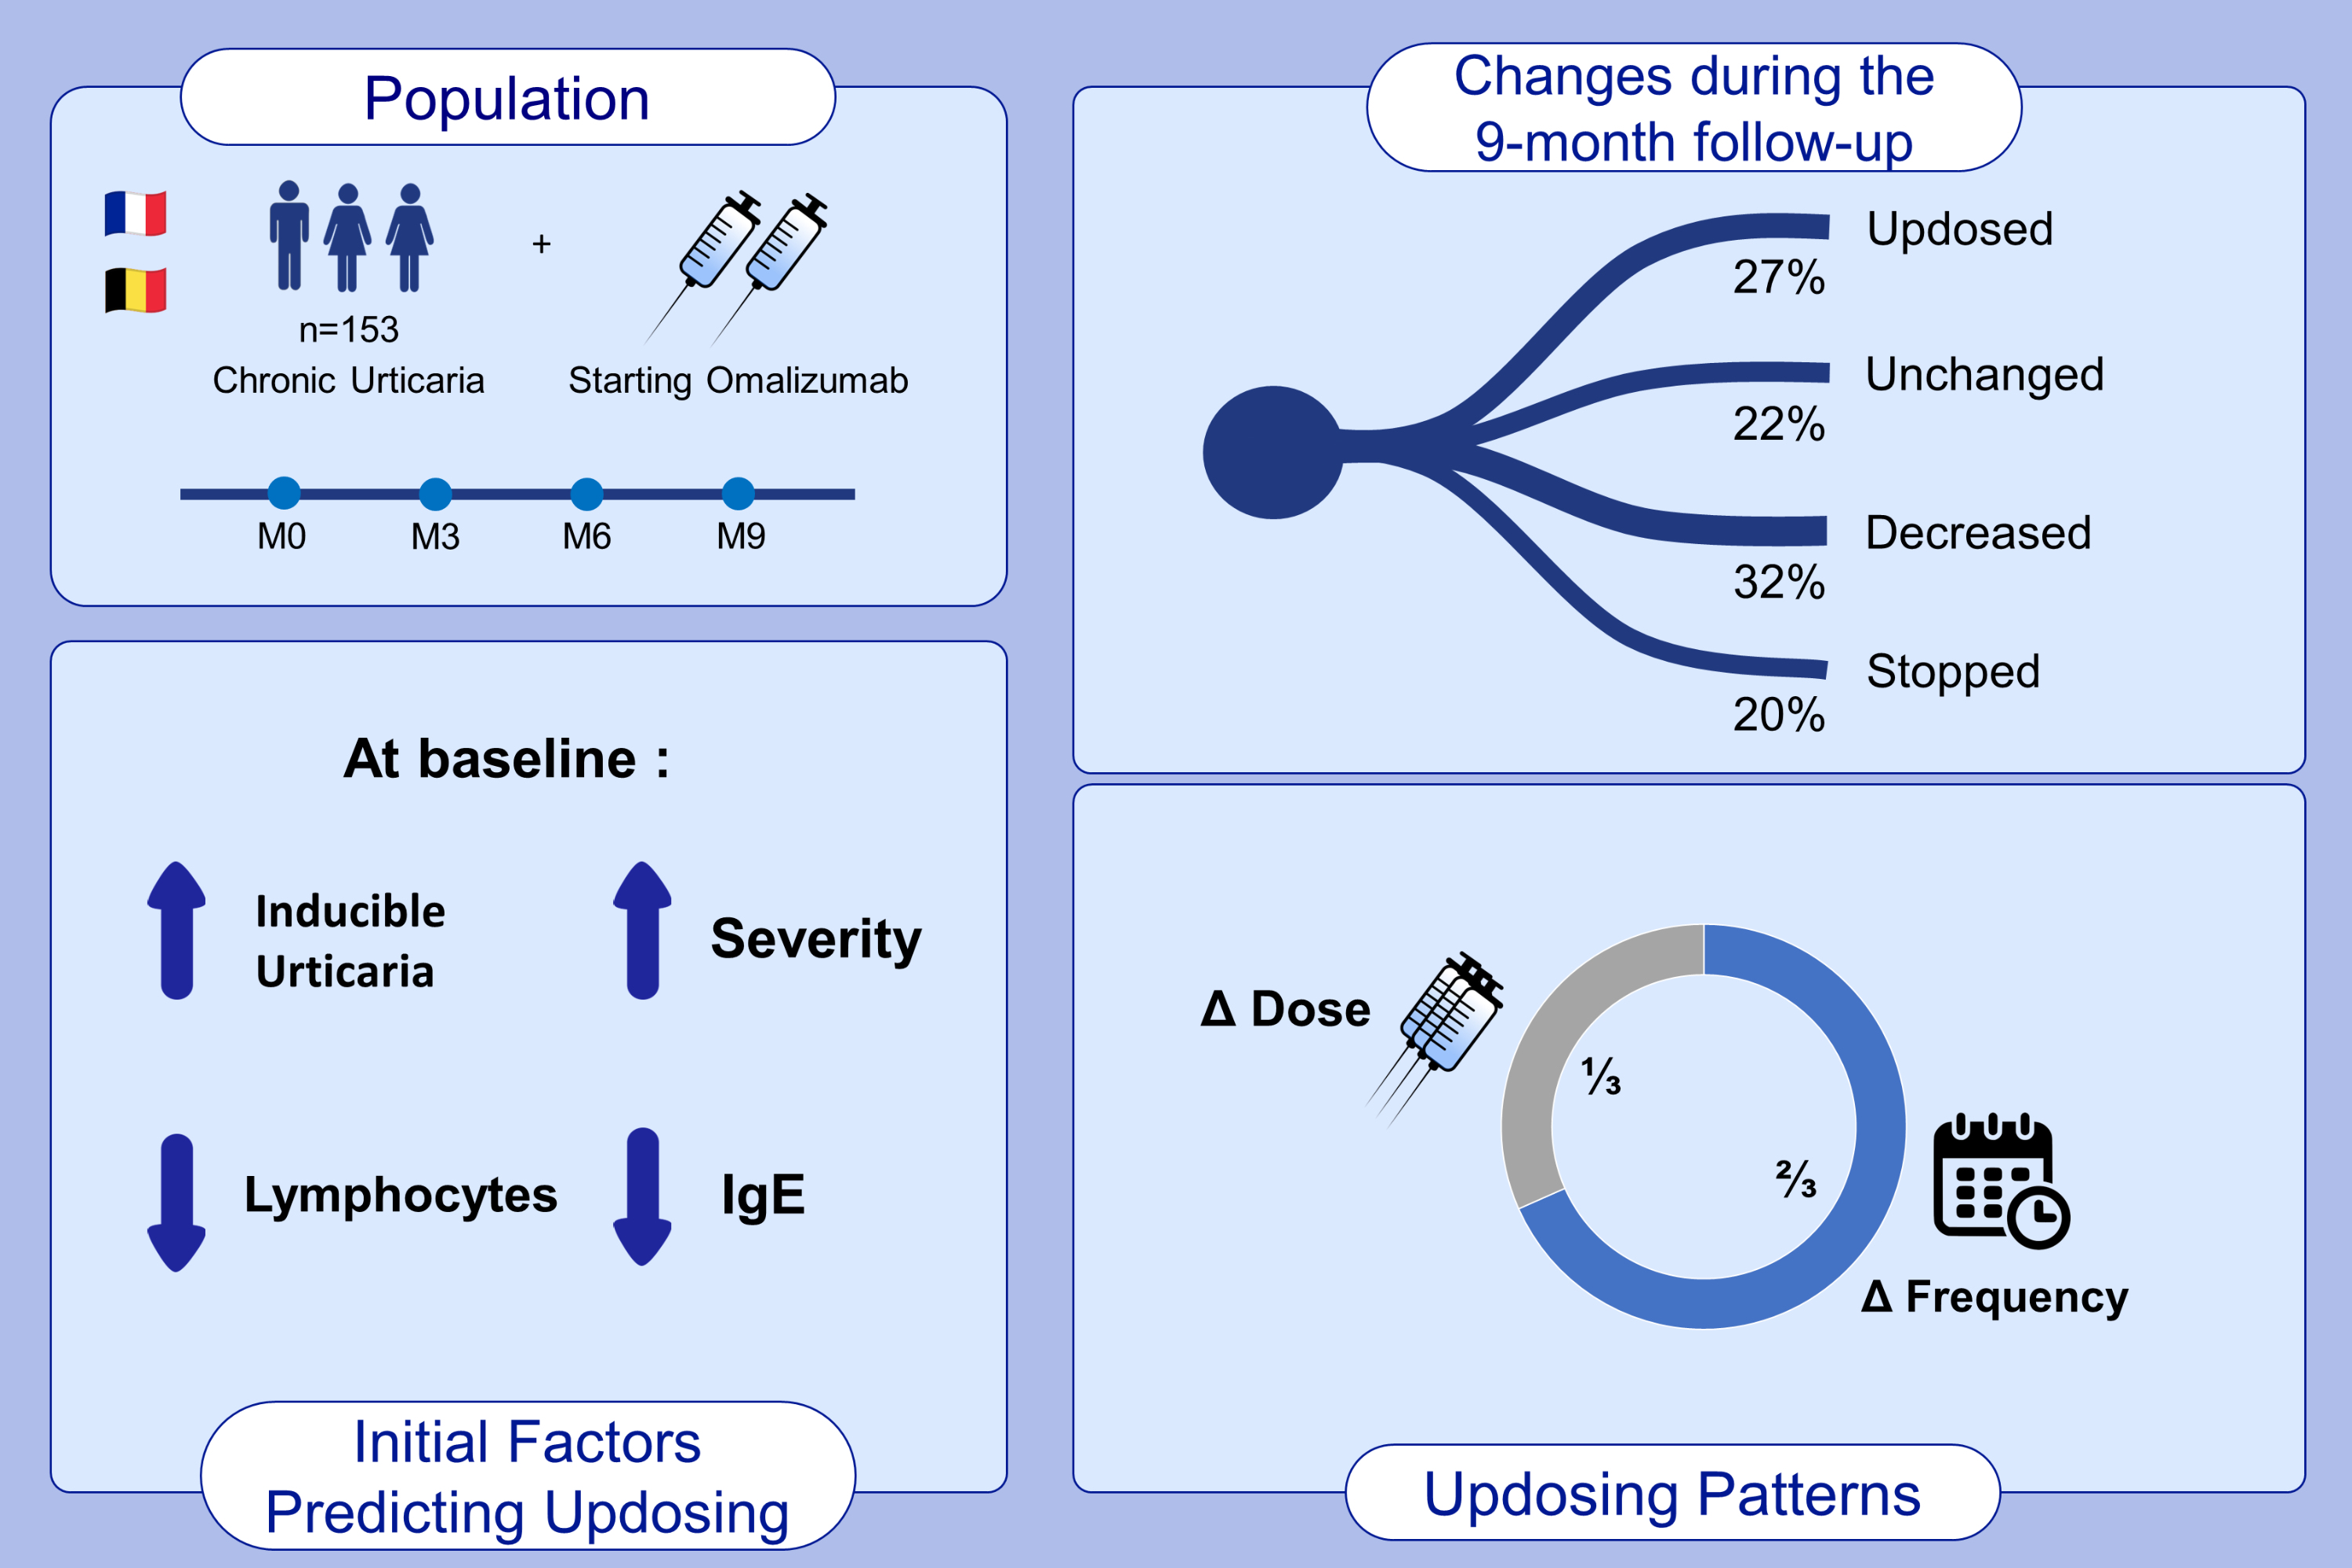 Population
+
n=153
Chronic Urticaria
Starting Omalizumab
M0
M3
M6
M9
Changes during the
9-month follow-up
Updosed
27%
Unchanged
22%
Decreased
32%
Stopped
20%
At baseline :
Inducible
Urticaria
Severity
Lymphocytes
IgE
Initial Factors
Predicting Updosing
Δ Dose
⅓
⅔
Δ Frequency
Updosing Patterns